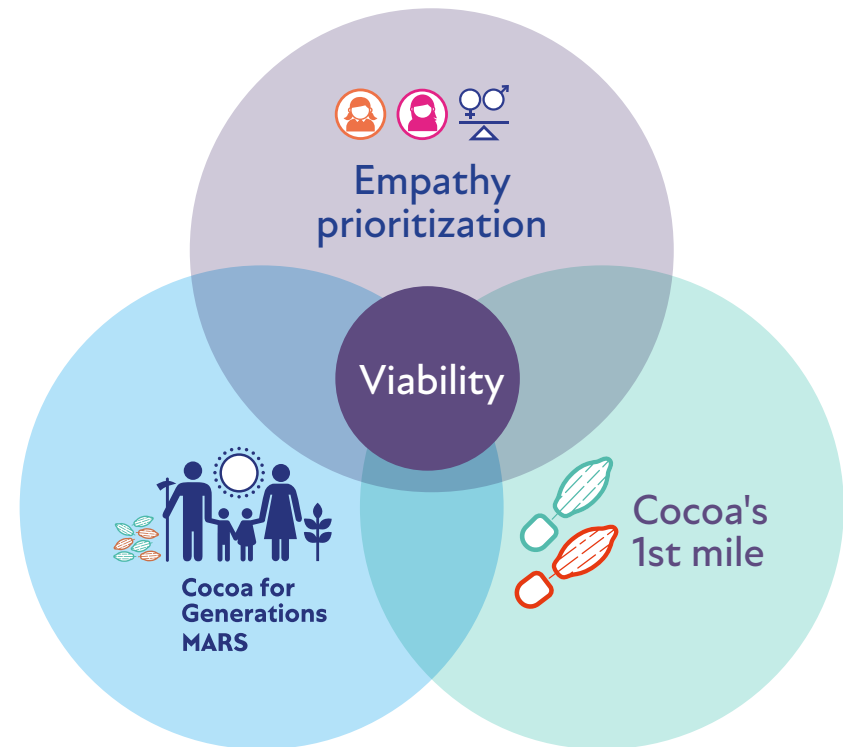 Empathy
prioritization
Viability
Cocoa's
1st mile
Cocoa for
Generations
MARS